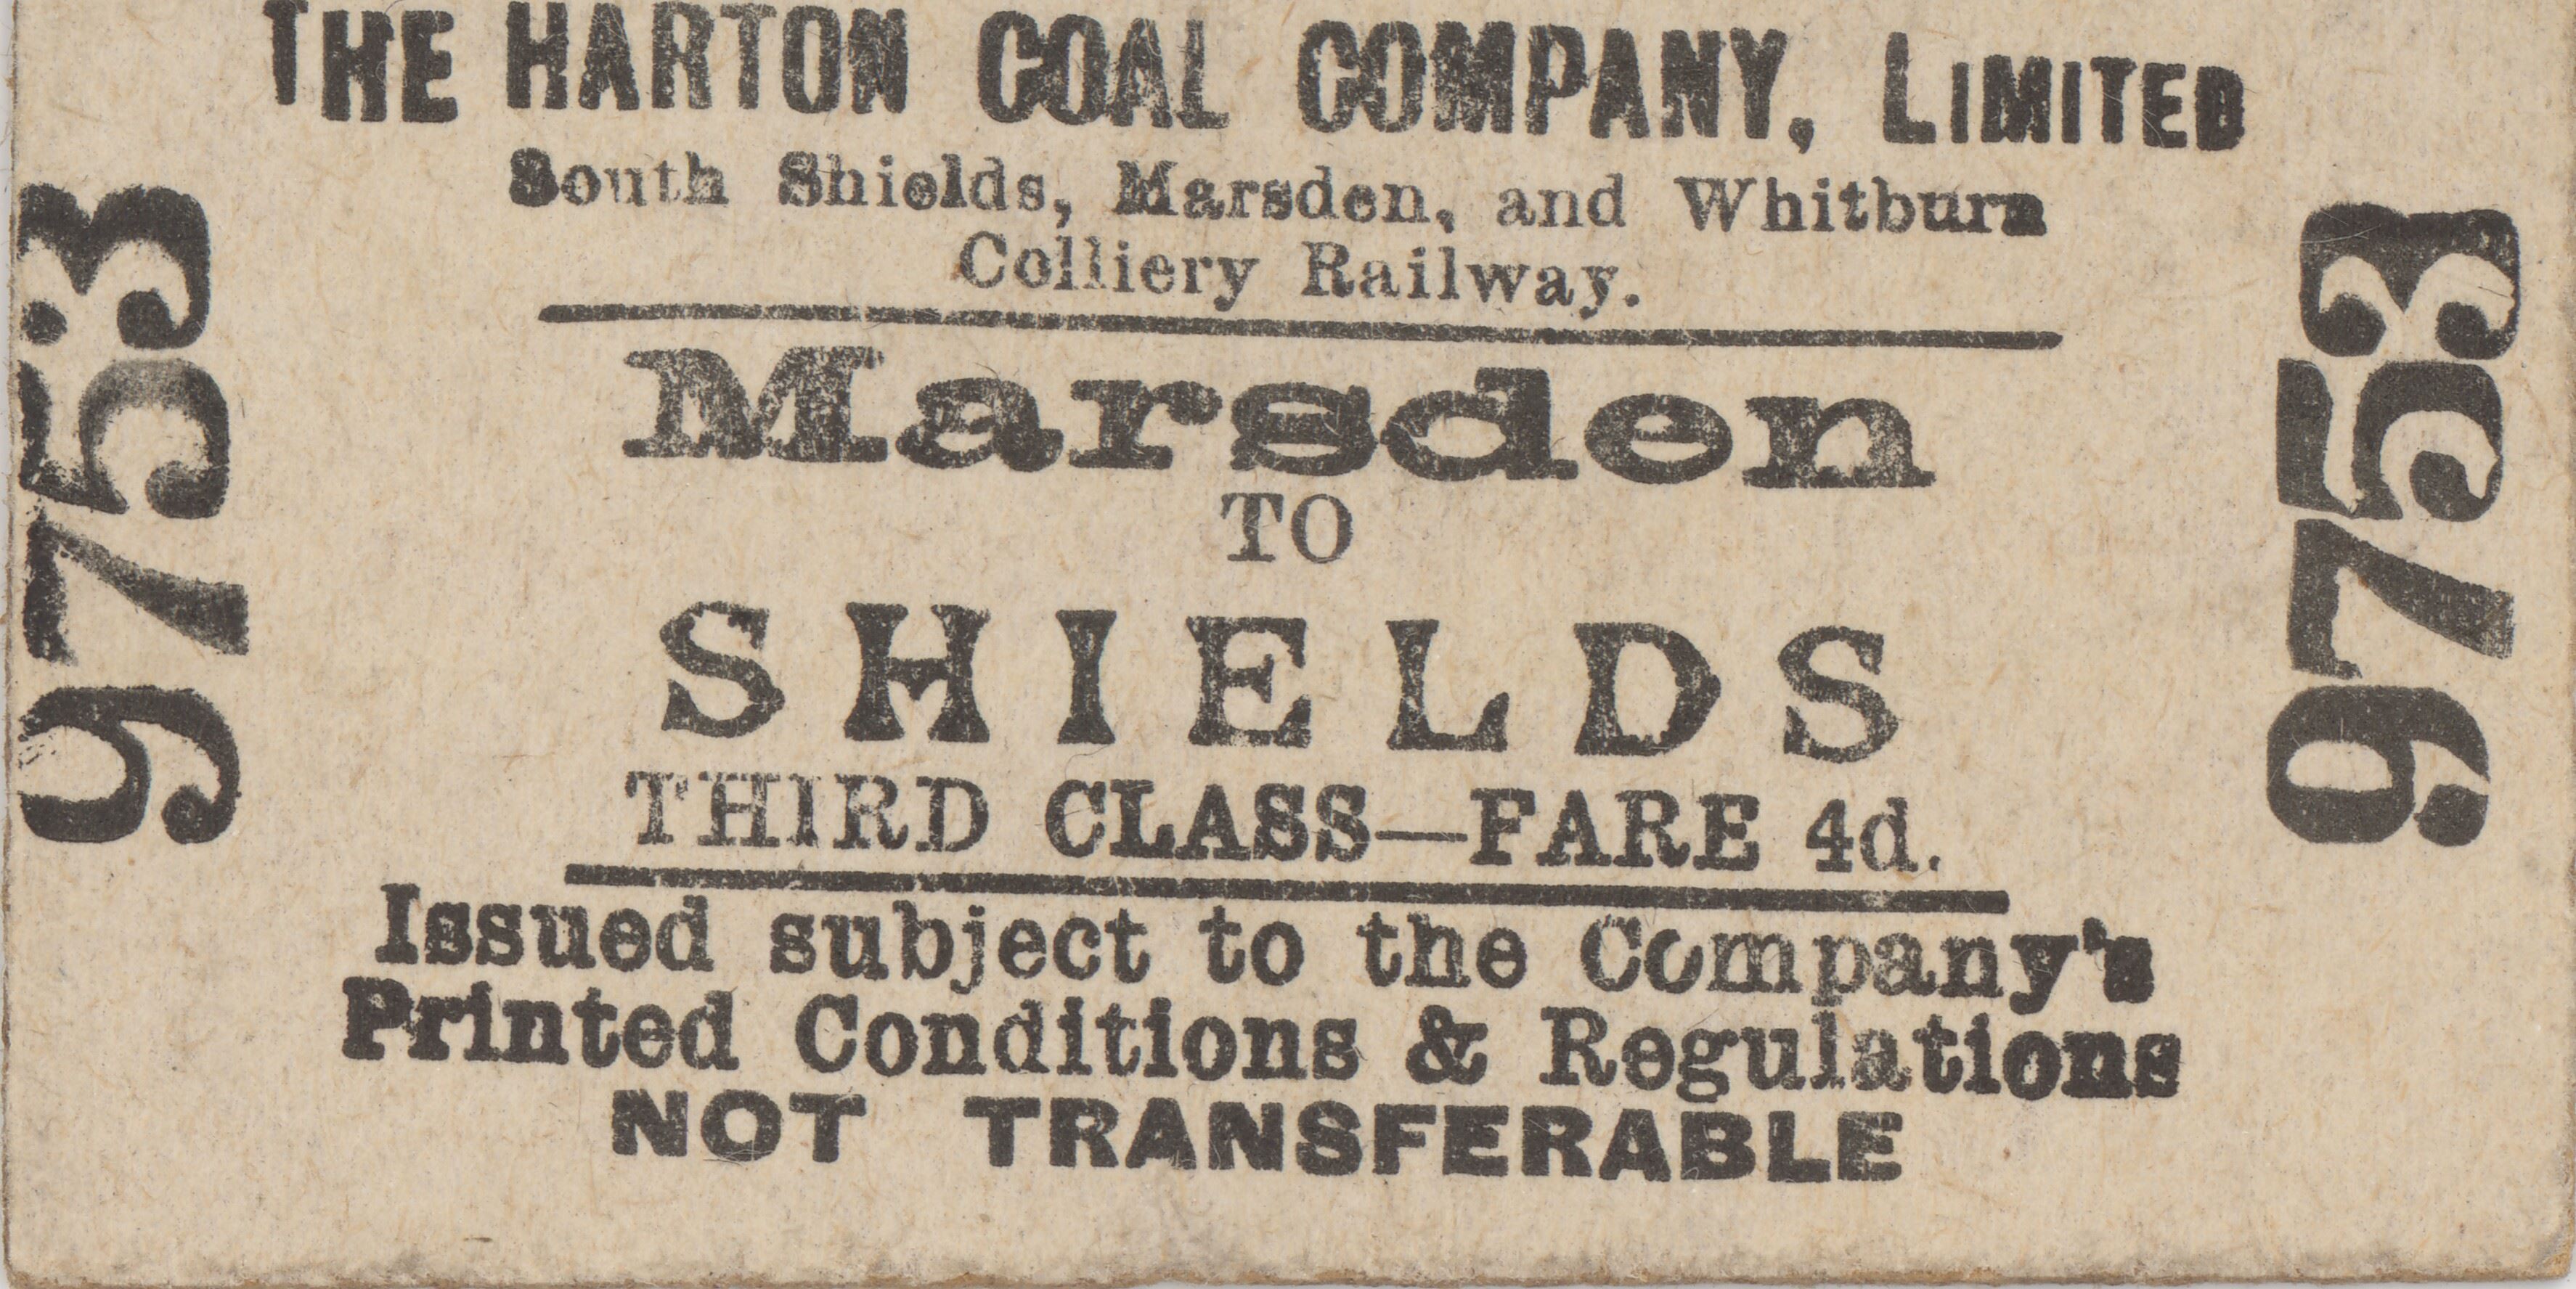 THE HARTON COAL COMPANY, LIMITED
South Shields, Marsden, and Whitburn
Colliery Railway.
Marsden
TO
SHIELDS
THIRD CLASS—FARE 4d.
Issued subject to the Company's
Printed Conditions & Regulations
NOT TRANSFERABLE
9753
9753